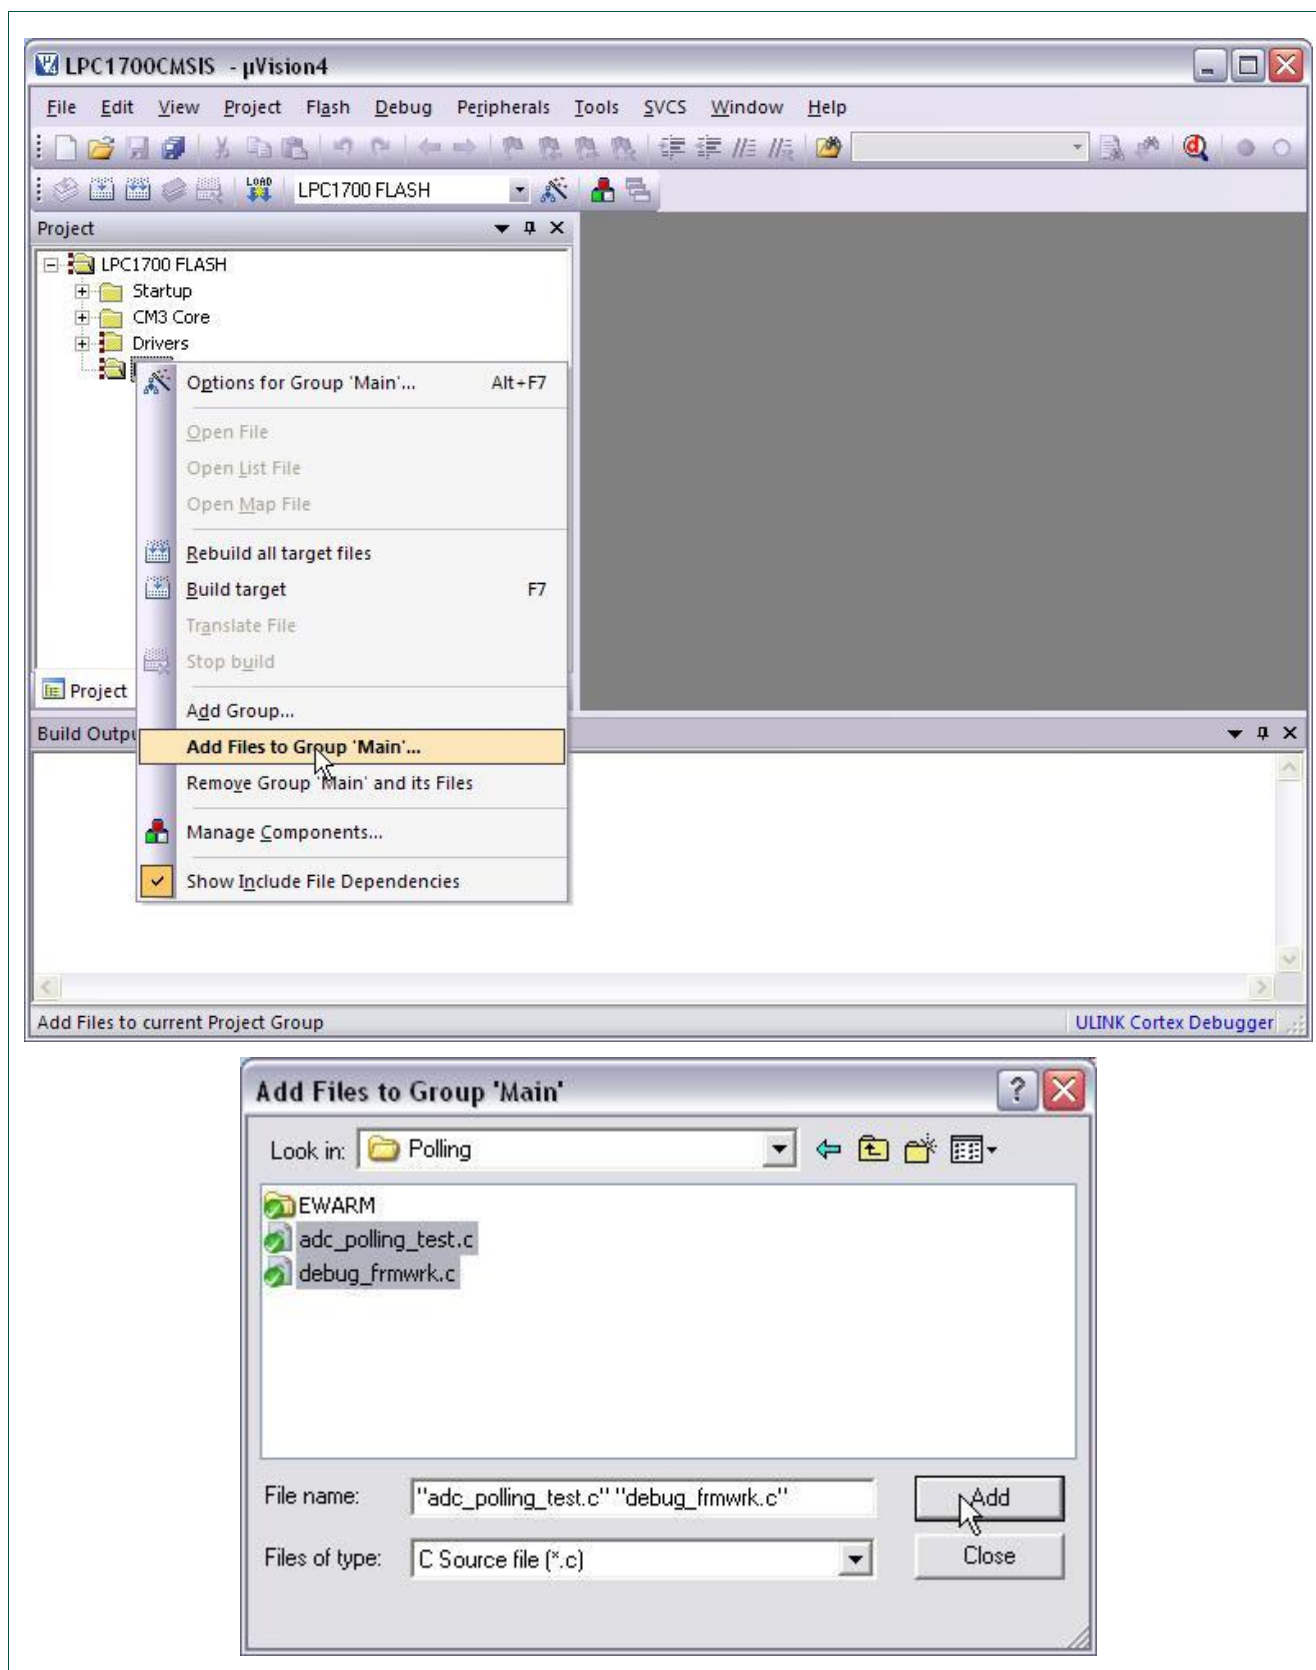 LPC1700CMSIS - µVision4
File Edit View Project Flash Debug Peripherals Tools SVCS Window Help
LOAD LPC1700 FLASH
Project
LPC1700 FLASH
Startup
CM3 Core
Drivers
Options for Group 'Main'... Alt+F7
Open File
Open List File
Open Map File
Rebuild all target files
Build target F7
Translate File
Stop build
Project
Add Group...
Build Outpu
Add Files to Group 'Main'...
Remove Group 'Main' and its Files
Manage Components...
Show Include File Dependencies
Add Files to current Project Group ULINK Cortex Debugger
Add Files to Group 'Main'
Look in: Polling
EWARM
adc_polling_test.c
debug_frmwrk.c
File name: "adc_polling_test.c" "debug_frmwrk.c" Add
Files of type: C Source file (*.c) Close